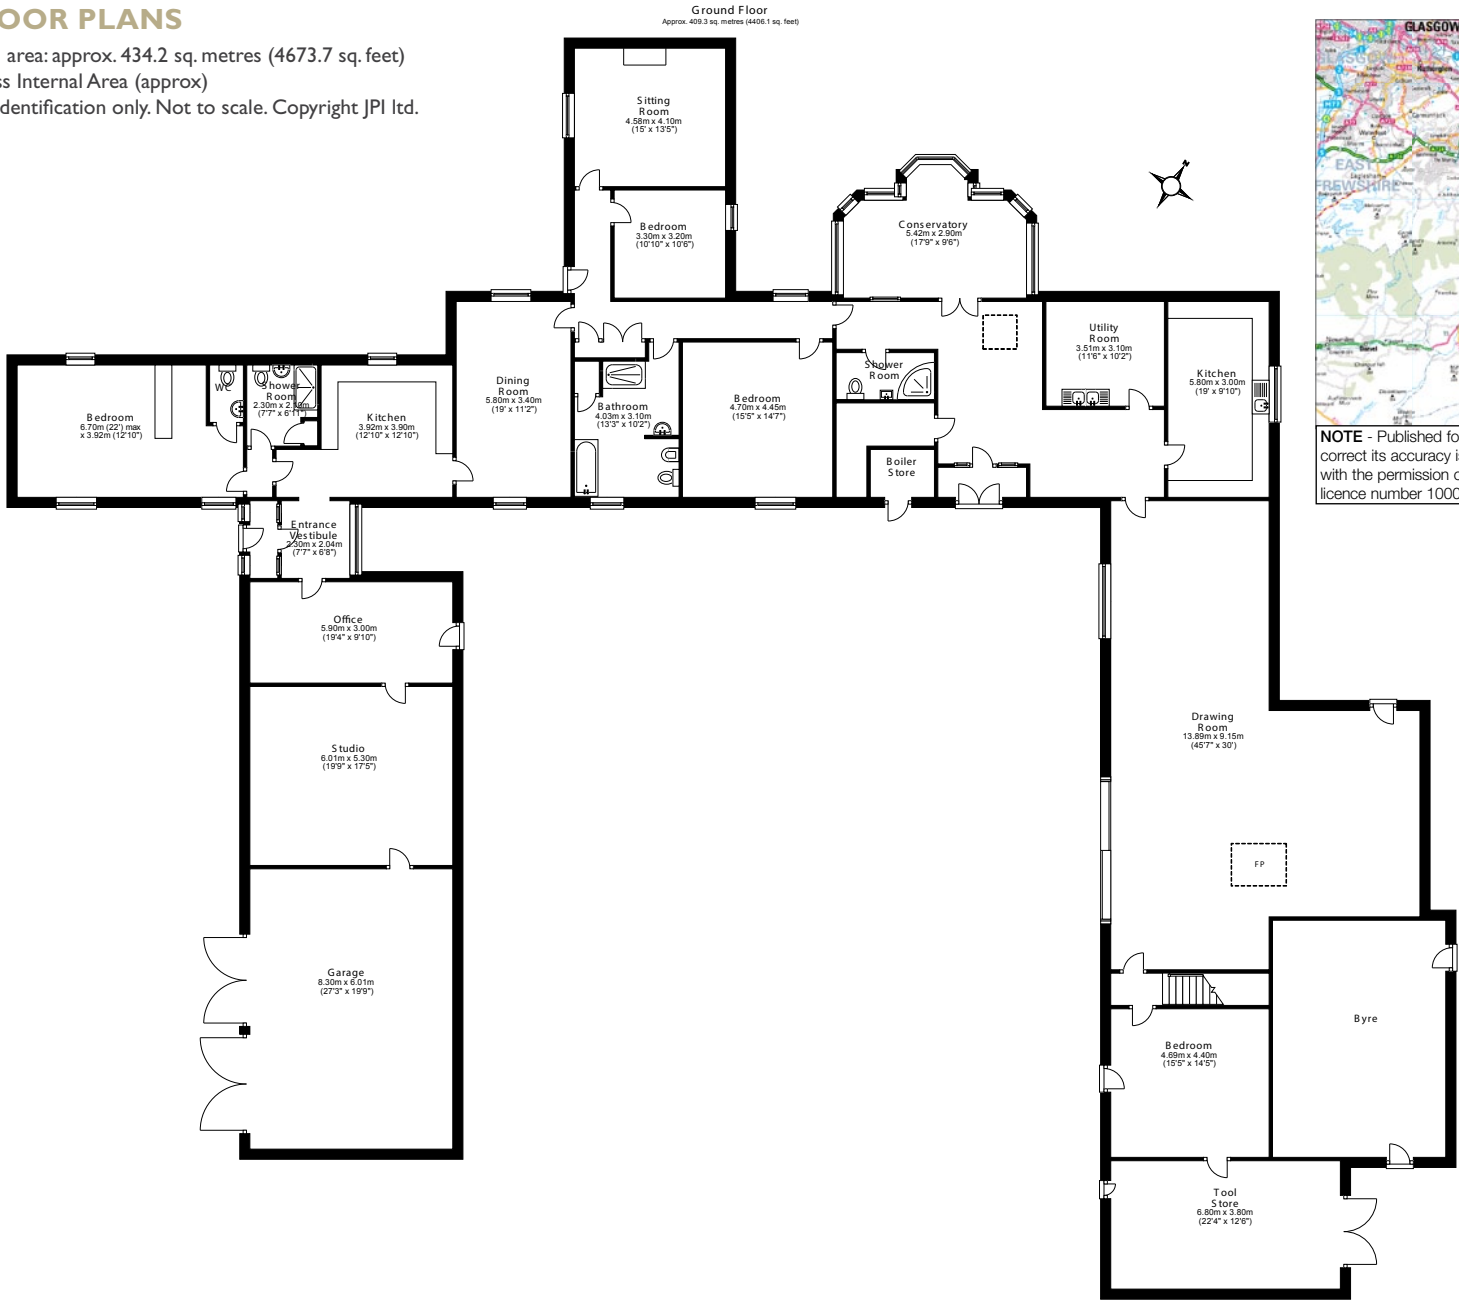 OOR PLANS
area: approx. 434.2 sq. metres (4673.7 sq. feet)
ss Internal Area (approx)
dentification only. Not to scale. Copyright JPI ltd.
Ground Floor
Approx. 409.3 sq. metres (4406.1 sq. feet)
Sitting
Room
4.58m x 4.10m
(15' x 13'5")
Bedroom
3.30m x 3.20m
(10'10" x 10'6")
Conservatory
5.42m x 2.90m
(17'9" x 9'6")
N
GLASGOW
EAST
FREWSHIRE
NOTE - Published fo
correct its accuracy is
with the permission o
licence number 1000
Utility
Room
3.51m x 3.10m
(11'6" x 10'2")
Kitchen
5.80m x 3.00m
(19' x 9'10")
Shower
Room
Boiler
Store
Bedroom
4.70m x 4.45m
(15'5" x 14'7")
Bathroom
4.03m x 3.10m
(13'3" x 10'2")
Dining
Room
5.80m x 3.40m
(19' x 11'2")
Kitchen
3.92m x 3.90m
(12'10" x 12'10")
Shower
Room
WC
Bedroom
6.70m (22') max
x 3.92m (12'10")
Entrance
Vestibule
2.30m x 2.04m
(7'7" x 6'8")
Office
5.90m x 3.00m
(19'4" x 9'10")
Studio
6.01m x 5.30m
(19'9" x 17'5")
Garage
8.30m x 6.01m
(27'3" x 19'9")
Drawing
Room
13.89m x 9.15m
(45'7" x 30')
FP
Byre
Bedroom
4.69m x 4.40m
(15'5" x 14'5")
Tool
Store
6.80m x 3.80m
(22'4" x 12'6")